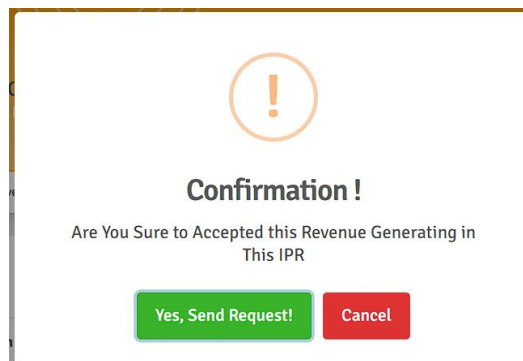 !
Confirmation !
Are You Sure to Accepted this Revenue Generating in
This IPR
Yes, Send Request!
Cancel